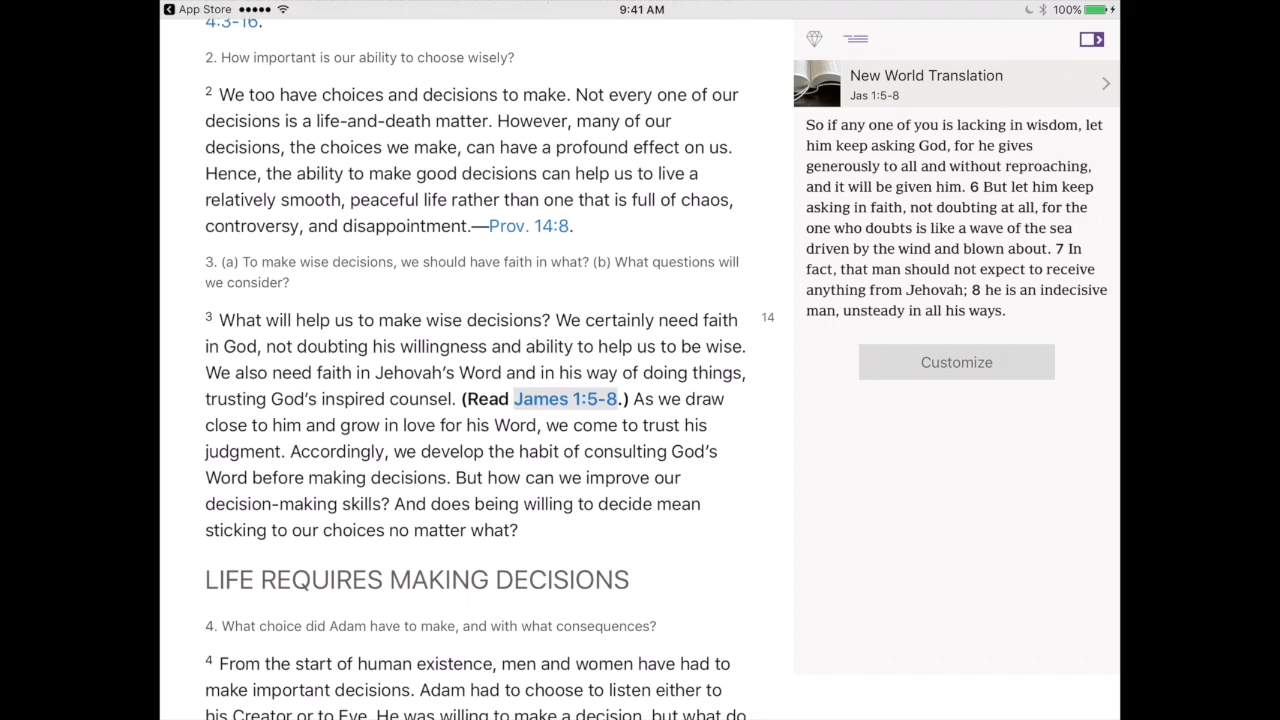 App Store
9:41 AM
100%
4:3-16.
2. How important is our ability to choose wisely?
2 We too have choices and decisions to make. Not every one of our
decisions is a life-and-death matter. However, many of our
decisions, the choices we make, can have a profound effect on us.
Hence, the ability to make good decisions can help us to live a
relatively smooth, peaceful life rather than one that is full of chaos,
controversy, and disappointment.—Prov. 14:8.
3. (a) To make wise decisions, we should have faith in what? (b) What questions will
we consider?
3 What will help us to make wise decisions? We certainly need faith
14
in God, not doubting his willingness and ability to help us to be wise.
We also need faith in Jehovah’s Word and in his way of doing things,
trusting God’s inspired counsel. (Read James 1:5-8.) As we draw
close to him and grow in love for his Word, we come to trust his
judgment. Accordingly, we develop the habit of consulting God’s
Word before making decisions. But how can we improve our
decision-making skills? And does being willing to decide mean
sticking to our choices no matter what?
LIFE REQUIRES MAKING DECISIONS
4. What choice did Adam have to make, and with what consequences?
4 From the start of human existence, men and women have had to
make important decisions. Adam had to choose to listen either to
his Creator or to Eve. He was willing to make a decision, but what do
New World Translation
Jas 1:5-8
So if any one of you is lacking in wisdom, let
him keep asking God, for he gives
generously to all and without reproaching,
and it will be given him. 6 But let him keep
asking in faith, not doubting at all, for the
one who doubts is like a wave of the sea
driven by the wind and blown about. 7 In
fact, that man should not expect to receive
anything from Jehovah; 8 he is an indecisive
man, unsteady in all his ways.
Customize